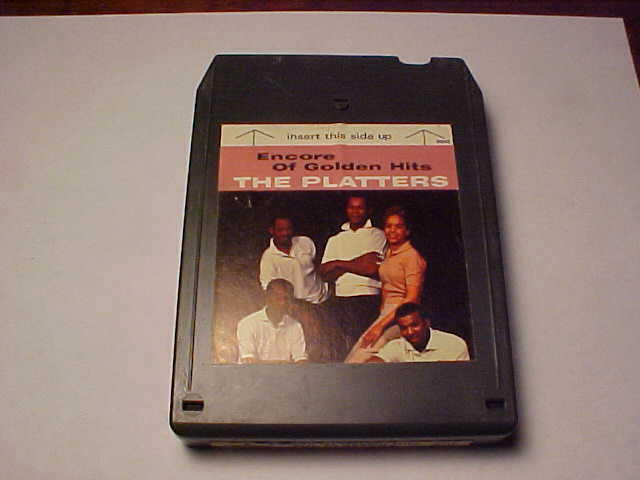 insert this side up
Encore
Of Golden Hits
THE PLATTERS